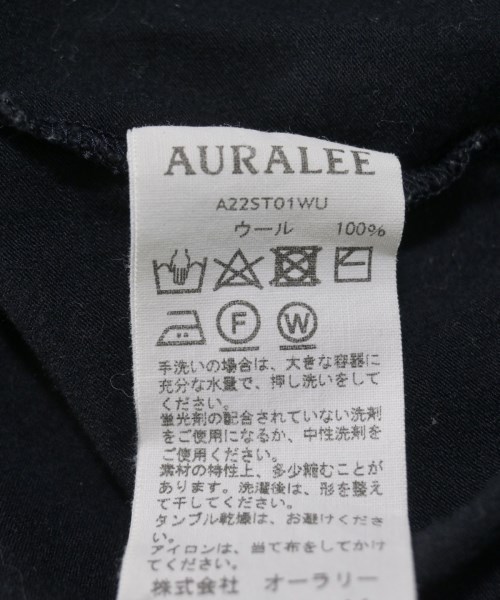 AURALEE
A22ST01WU
ウール 100%
F W
手洗いの場合は、大きな容器に
充分な水量で、押し洗いをして
ください。
蛍光剤の配合されていない洗剤
をご使用になるか、中性洗剤を
ご使用ください。
素材の特性上、多少縮むことが
あります。洗濯後は、形を整え
て干してください。
タンブル乾燥は、お避けくださ
い。
アイロンは、当て布をしてかけ
てください。
株式会社 オーラリー